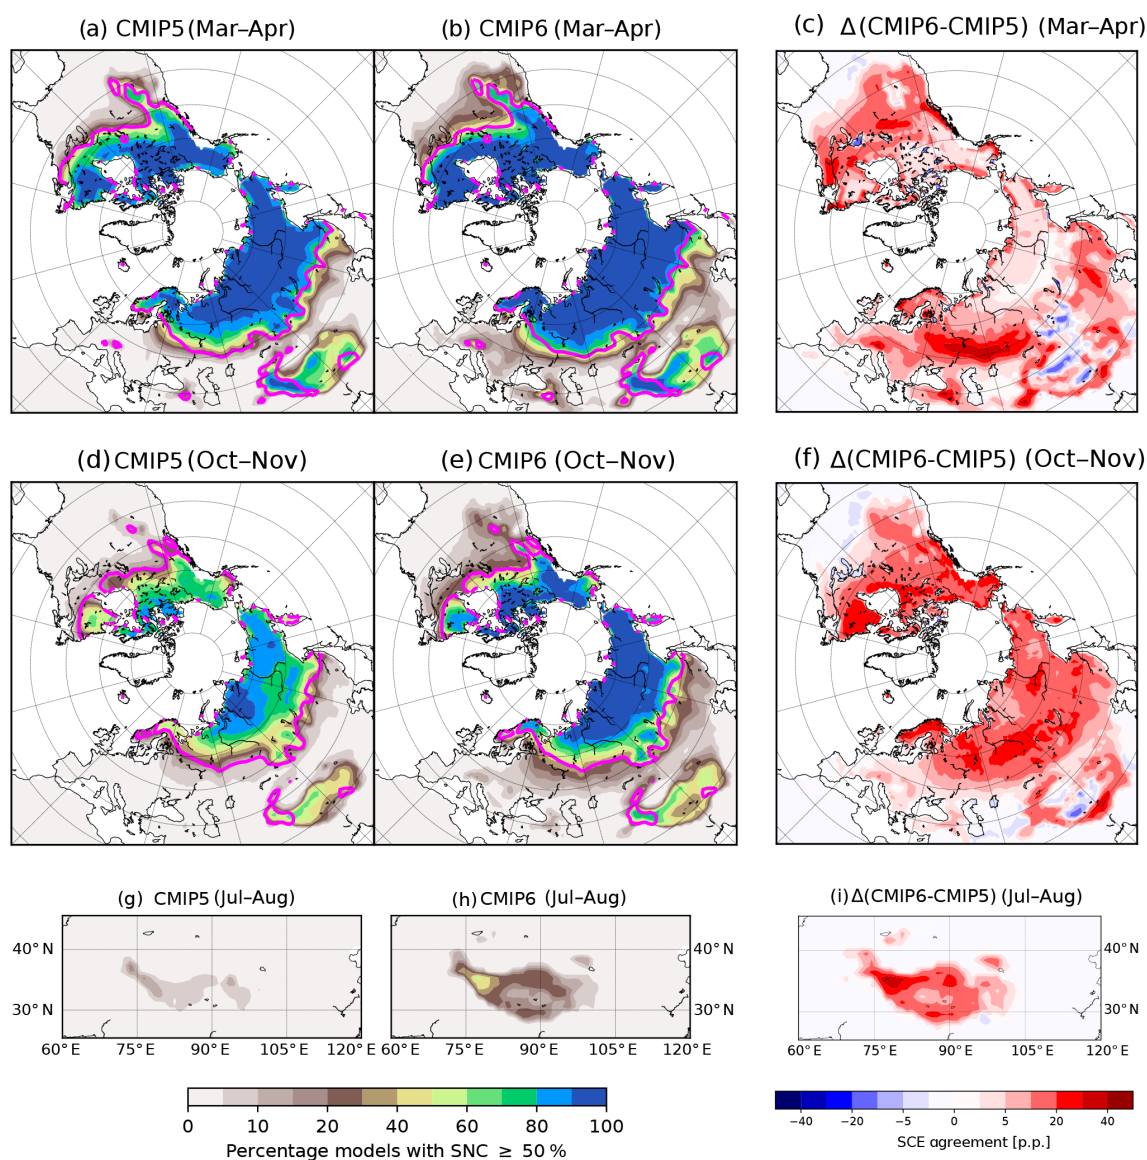 (a) CMIP5 (Mar–Apr)
(b) CMIP6 (Mar–Apr)
(c) Δ(CMIP6-CMIP5) (Mar–Apr)
(d) CMIP5 (Oct–Nov)
(e) CMIP6 (Oct–Nov)
(f) Δ(CMIP6-CMIP5) (Oct–Nov)
(g) CMIP5 (Jul–Aug)
(h) CMIP6 (Jul–Aug)
(i) Δ(CMIP6-CMIP5) (Jul–Aug)
40° N 40° N 40° N
30° N 30° N 30° N
60° E 75° E 90° E 105° E 120° E
60° E 75° E 90° E 105° E 120° E
60° E 75° E 90° E 105° E 120° E
0 10 20 30 40 60 70 80 100
Percentage models with SNC ≥ 50 %
−40 −20 −5 0 5 10 20 40
SCE agreement [p.p.]